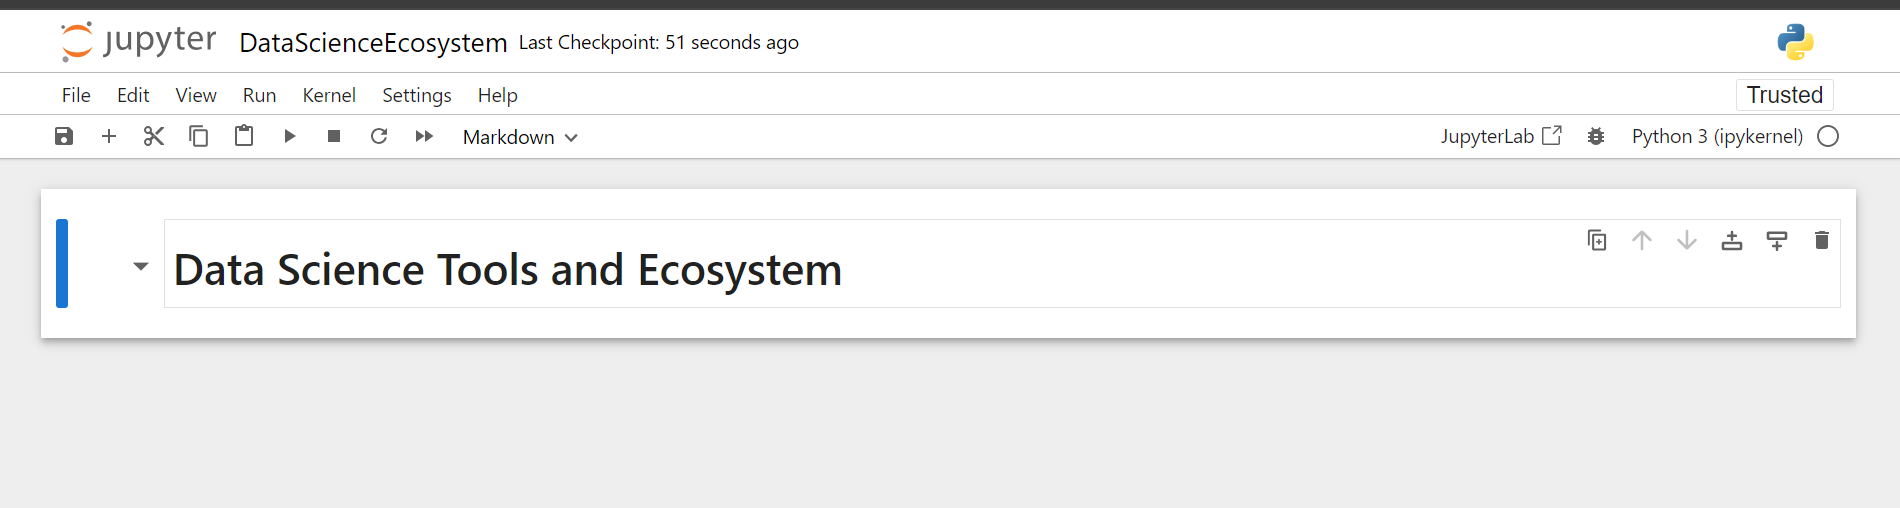 jupyter DataScienceEcosystem Last Checkpoint: 51 seconds ago
File Edit View Run Kernel Settings Help Trusted
Markdown JupyterLab Python 3 (ipykernel)
Data Science Tools and Ecosystem